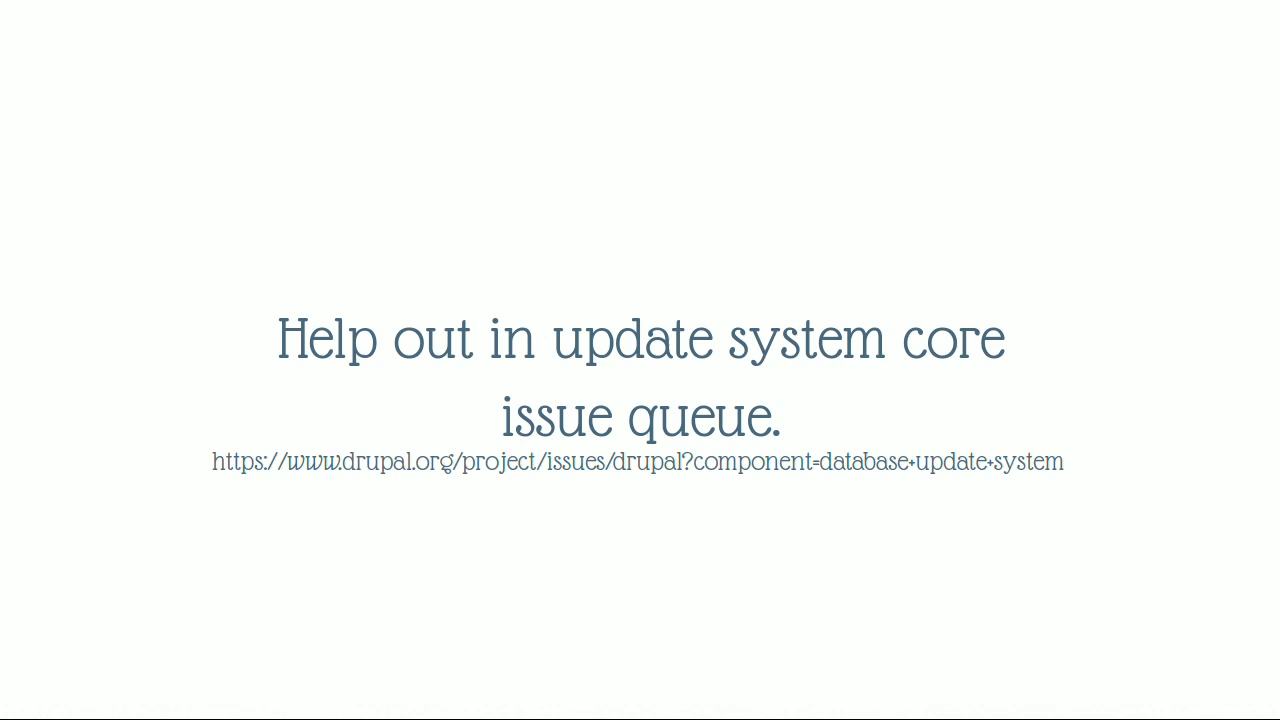 Help out in update system core
issue queue.
https://www.drupal.org/project/issues/drupal?component=database+update+system